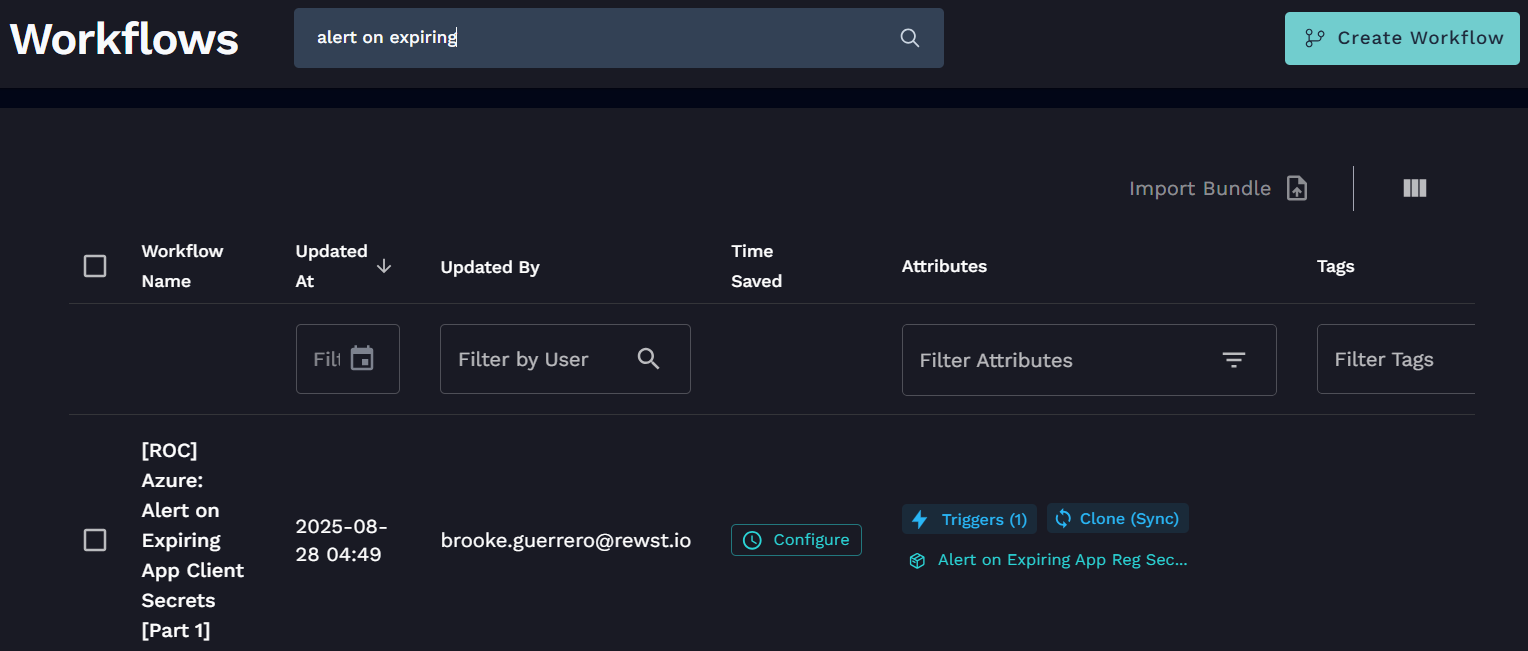 Workflows
alert on expiring
Create Workflow
Import Bundle
Workflow Name
Updated At
Updated By
Time Saved
Attributes
Tags
Filt
Filter by User
Filter Attributes
Filter Tags
[ROC]
Azure:
Alert on
Expiring
App Client
Secrets
[Part 1]
2025-08-
28 04:49
brooke.guerrero@rewst.io
Configure
Triggers (1)
Clone (Sync)
Alert on Expiring App Reg Sec...